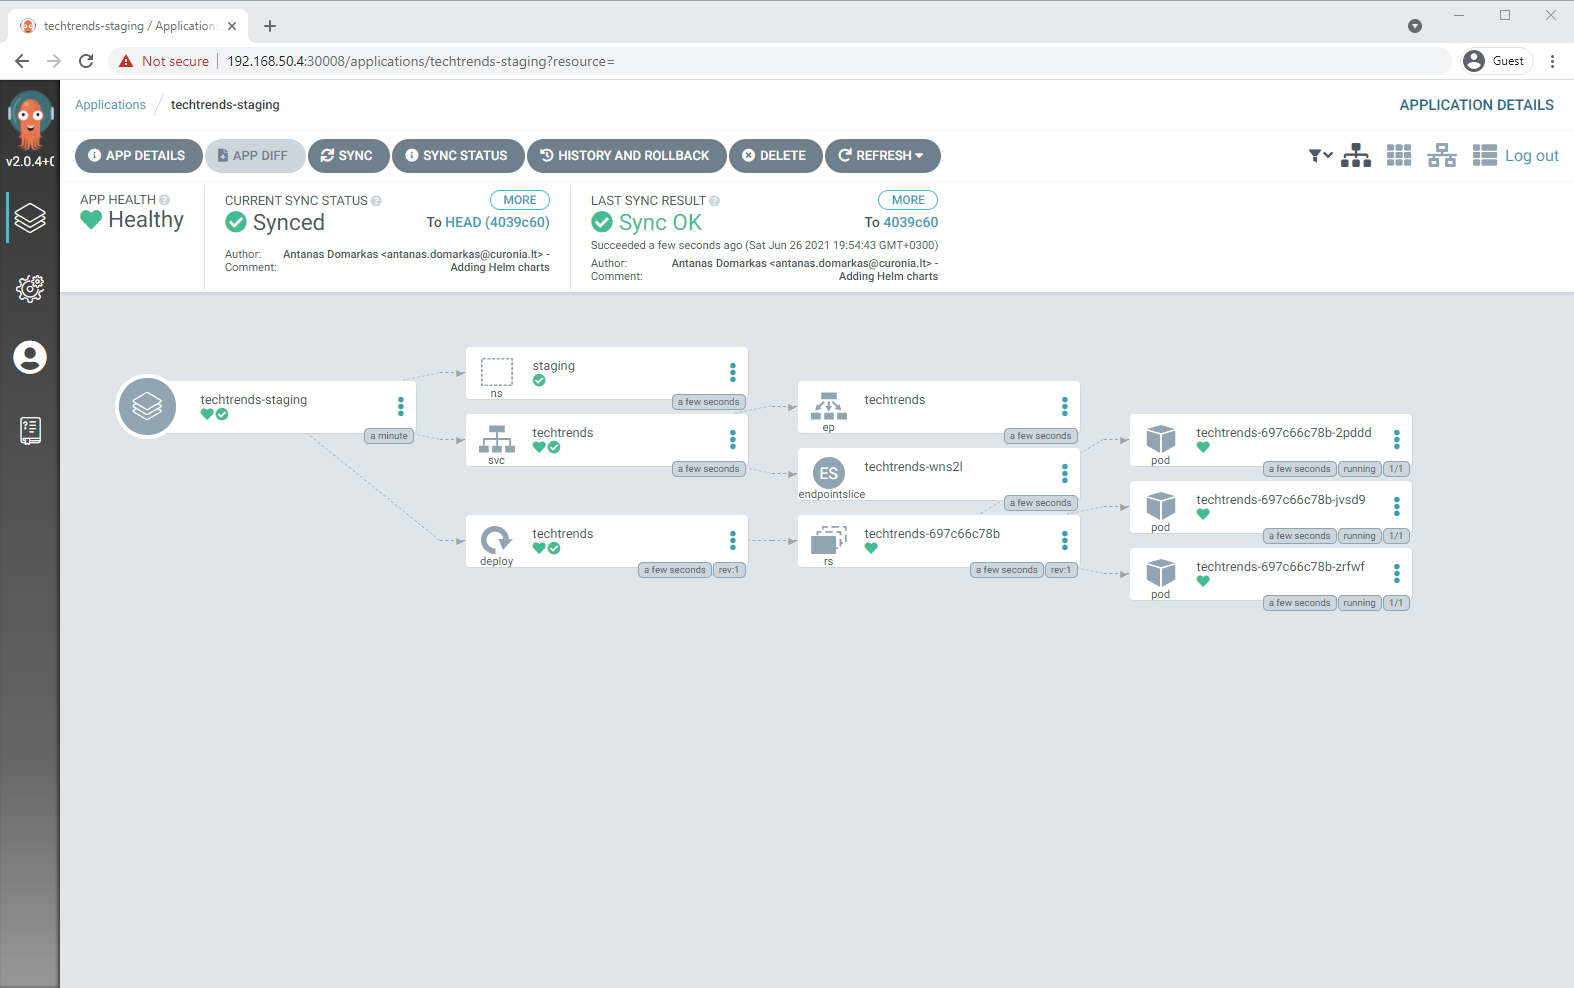 techtrends-staging / Application
Not secure
192.168.50.4:30008/applications/techtrends-staging?resource=
Guest
v2.0.4+0
Applications / techtrends-staging
APPLICATION DETAILS
APP DETAILS
APP DIFF
SYNC
SYNC STATUS
HISTORY AND ROLLBACK
DELETE
REFRESH
Log out
APP HEALTH
Healthy
CURRENT SYNC STATUS
MORE
Synced
To HEAD (4039c60)
Author: Antanas Domarkas <antanas.domarkas@curonia.lt> -
Comment: Adding Helm charts
LAST SYNC RESULT
MORE
Sync OK
To 4039c60
Succeeded a few seconds ago (Sat Jun 26 2021 19:54:43 GMT+0300)
Author: Antanas Domarkas <antanas.domarkas@curonia.lt> -
Comment: Adding Helm charts
techtrends-staging
a minute
staging
ns
a few seconds
techtrends
svc
a few seconds
techtrends
deploy
a few seconds rev:1
techtrends
ep
a few seconds
ES
techtrends-wns2l
endpointslice
a few seconds
techtrends-697c66c78b
rs
a few seconds rev:1
techtrends-697c66c78b-2pddd
pod
a few seconds running 1/1
techtrends-697c66c78b-jvsd9
pod
a few seconds running 1/1
techtrends-697c66c78b-zrfwf
pod
a few seconds running 1/1